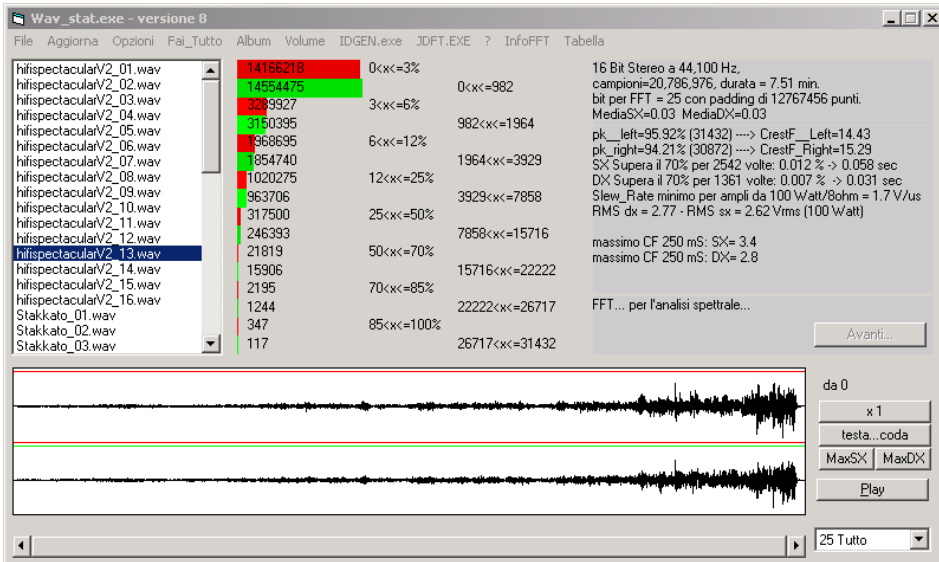 Wav_stat.exe - versione 8
File Aggiorna Opzioni Fai_Tutto Album Volume IDGEN.exe JDFT.EXE ? InfoFFT Tabella
hifispectacularV2_01.wav
hifispectacularV2_02.wav
hifispectacularV2_03.wav
hifispectacularV2_04.wav
hifispectacularV2_05.wav
hifispectacularV2_06.wav
hifispectacularV2_07.wav
hifispectacularV2_08.wav
hifispectacularV2_09.wav
hifispectacularV2_10.wav
hifispectacularV2_11.wav
hifispectacularV2_12.wav
hifispectacularV2_13.wav
hifispectacularV2_14.wav
hifispectacularV2_15.wav
hifispectacularV2_16.wav
Stakkato_01.wav
Stakkato_02.wav
Stakkato_03.wav
14166218 0<x<=3%
14554475 0<x<=982
3289927 3<x<=6%
3150395 982<x<=1964
1968695 6<x<=12%
1854740 1964<x<=3929
1020275 12<x<=25%
963706 3929<x<=7858
317500 25<x<=50%
246393 7858<x<=15716
21819 50<x<=70%
15906 15716<x<=22222
2195 70<x<=85%
1244 22222<x<=26717
347 85<x<=100%
117 26717<x<=31432
16 Bit Stereo a 44,100 Hz,
campioni=20,786,976, durata = 7.51 min.
bit per FFT = 25 con padding di 12767456 punti.
MediaSX=0.03 MediaDX=0.03
pk__left=95.92% (31432) ----> CrestF__Left=14.43
pk_right=94.21% (30872) ----> CrestF_Right=15.29
SX Supera il 70% per 2542 volte: 0.012 % -> 0.058 sec
DX Supera il 70% per 1361 volte: 0.007 % -> 0.031 sec
Slew_Rate minimo per ampli da 100 Watt/8ohm = 1.7 V/us
RMS dx = 2.77 - RMS sx = 2.62 Vrms (100 Watt)
massimo CF 250 mS: SX= 3.4
massimo CF 250 mS: DX= 2.8
FFT... per l'analisi spettrale...
Avanti...
da 0
x 1
testa...coda
MaxSX MaxDX
Play
25 Tutto